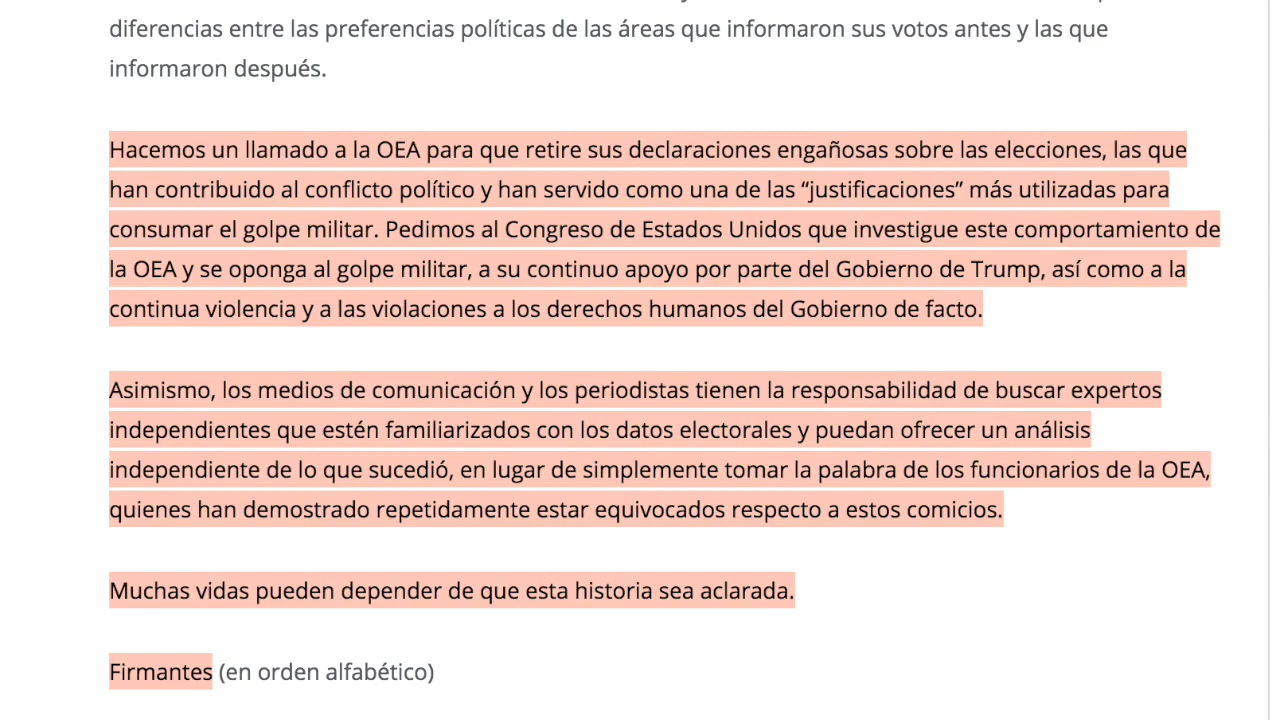 diferencias entre las preferencias políticas de las áreas que informaron sus votos antes y las que
informaron después.
Hacemos un llamado a la OEA para que retire sus declaraciones engañosas sobre las elecciones, las que
han contribuido al conflicto político y han servido como una de las “justificaciones” más utilizadas para
consumar el golpe militar. Pedimos al Congreso de Estados Unidos que investigue este comportamiento de
la OEA y se oponga al golpe militar, a su continuo apoyo por parte del Gobierno de Trump, así como a la
continua violencia y a las violaciones a los derechos humanos del Gobierno de facto.
Asimismo, los medios de comunicación y los periodistas tienen la responsabilidad de buscar expertos
independientes que estén familiarizados con los datos electorales y puedan ofrecer un análisis
independiente de lo que sucedió, en lugar de simplemente tomar la palabra de los funcionarios de la OEA,
quienes han demostrado repetidamente estar equivocados respecto a estos comicios.
Muchas vidas pueden depender de que esta historia sea aclarada.
Firmantes (en orden alfabético)